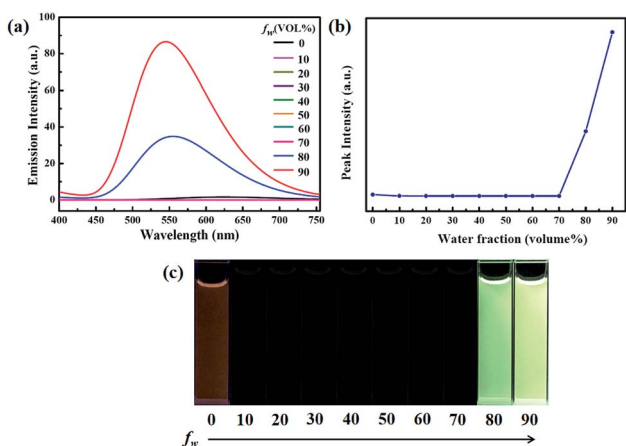 (a)
f_w(VOL%)
0
10
20
30
40
50
60
70
80
90
100
80
60
40
20
0
Emission Intensity (a.u.)
400 450 500 550 600 650 700 750
Wavelength (nm)
(b)
Peak Intensity (a.u.)
0 10 20 30 40 50 60 70 80 90
Water fraction (volume%)
(c)
0 10 20 30 40 50 60 70 80 90
f_w